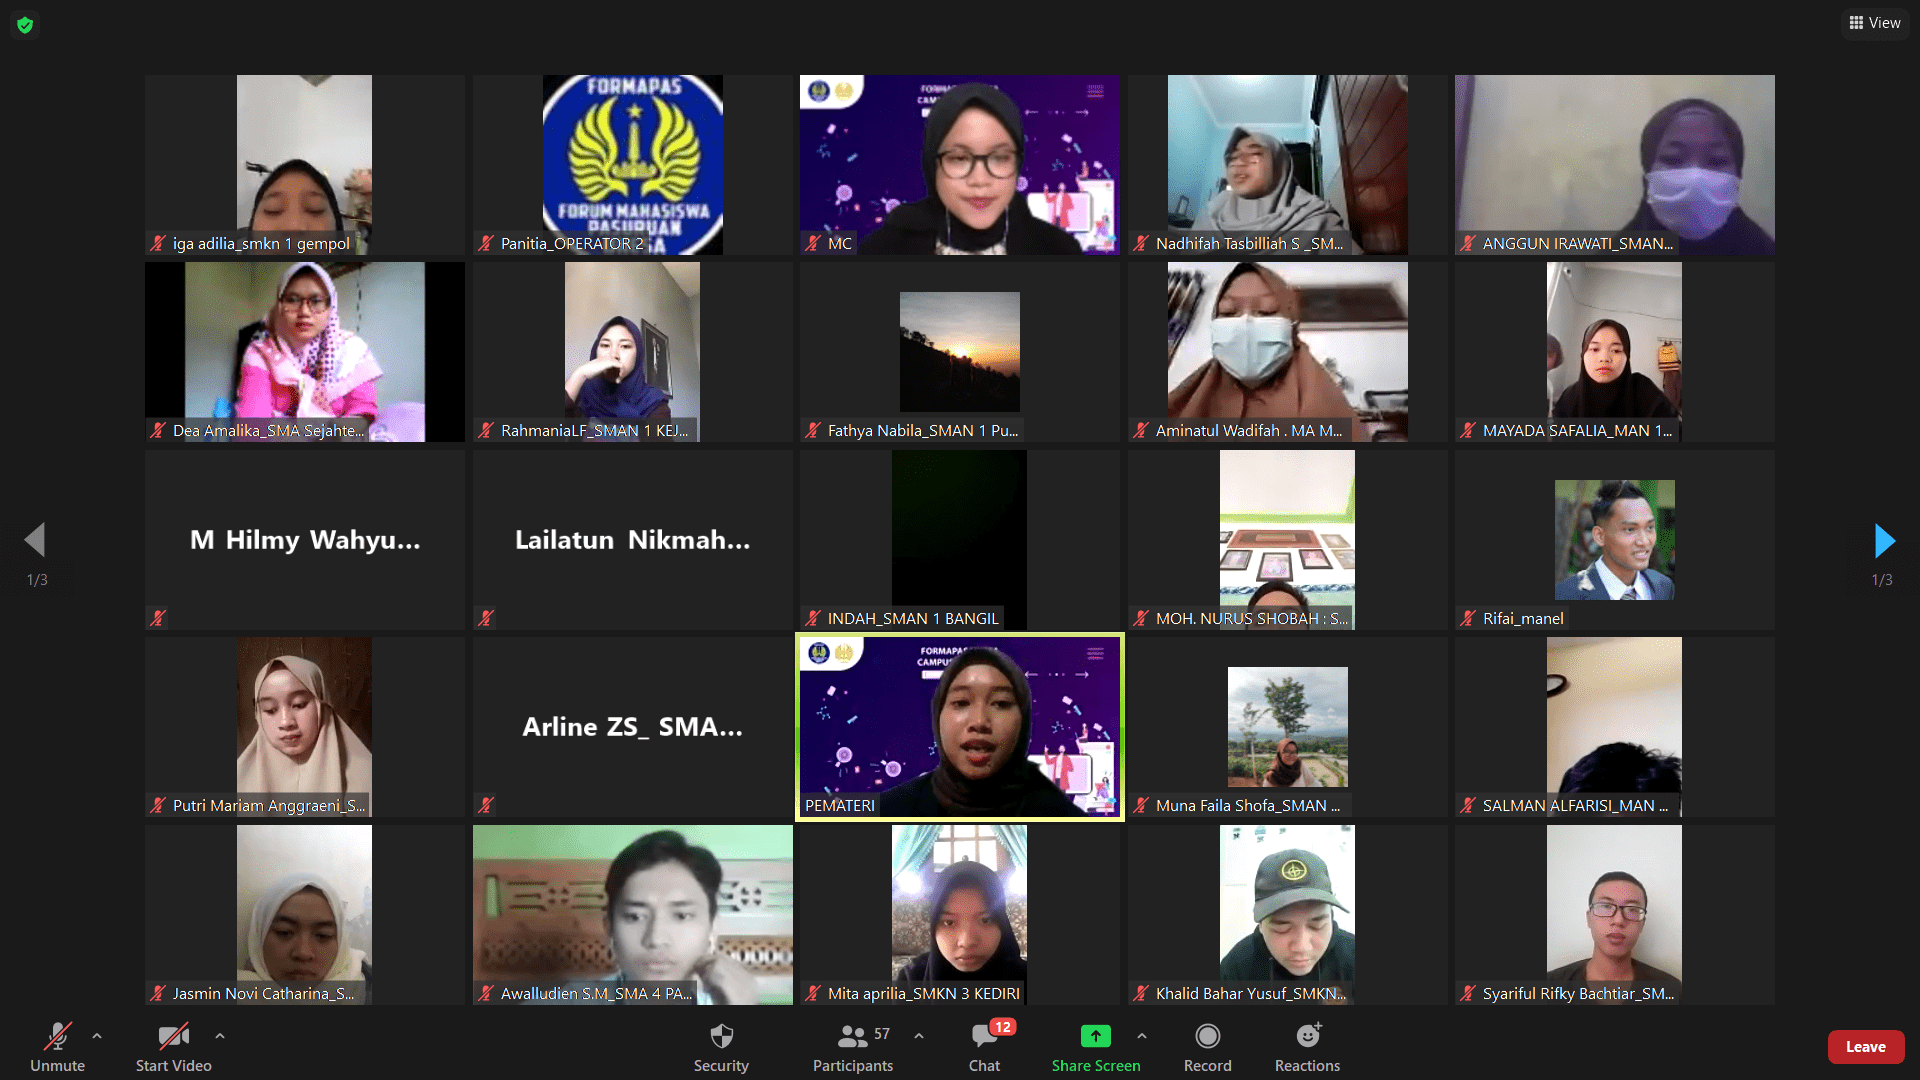 View
FORMAPAS
FORUM MAHASISWA
PASURUAN
iga adilia_smkn 1 gempol
Panitia_OPERATOR 2
MC
Nadhifah Tasbilliah S _SM...
ANGGUN IRAWATI_SMAN...
Dea Amalika_SMA Sejahte...
RahmaniaLF_SMAN 1 KEJ...
Fathya Nabila_SMAN 1 Pu...
Aminatul Wadifah . MA M...
MAYADA SAFALIA_MAN 1...
M Hilmy Wahyu...
Lailatun Nikmah...
1/3
1/3
INDAH_SMAN 1 BANGIL
MOH. NURUS SHOBAH : S...
Rifai_manel
Arline ZS_ SMA...
Putri Mariam Anggraeni_S...
PEMATERI
Muna Faila Shofa_SMAN ...
SALMAN ALFARISI_MAN ...
Jasmin Novi Catharina_S...
Awalludien S.M_SMA 4 PA...
Mita aprilia_SMKN 3 KEDIRI
Khalid Bahar Yusuf_SMKN...
Syariful Rifky Bachtiar_SM...
57
12
Unmute
Start Video
Security
Participants
Chat
Share Screen
Record
Reactions
Leave